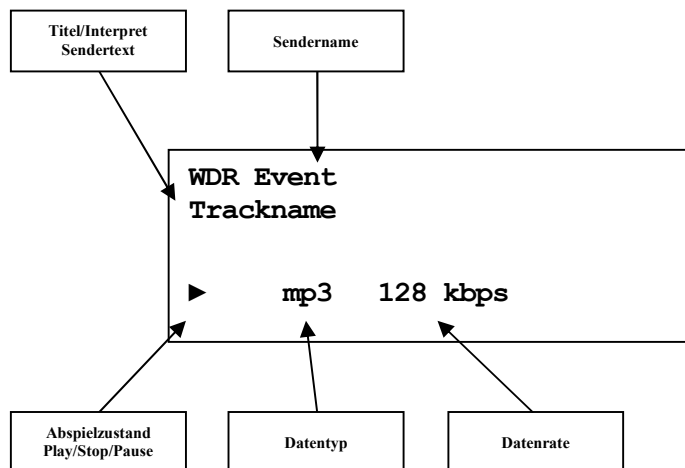 Titel/Interpret
Sendertext
Sendername
WDR Event
Trackname
► mp3 128 kbps
Abspielzustand
Play/Stop/Pause
Datentyp
Datenrate